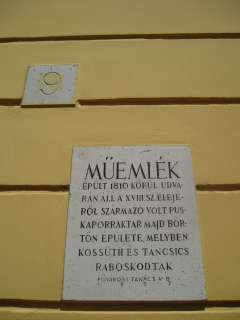 9
MŰEMLÉK
ÉPÜLT 1810 KÖRÜL UDVA-
RÁN ÁLL A XVIII.SZ.ELEJÉ-
RŐL SZÁRMAZÓ VOLT PUS-
KAPORRAKTÁR MAJD BÖR-
TÖN ÉPÜLETE, MELYBEN
KOSSUTH ÉS TÁNCSICS
RABOSKODTAK